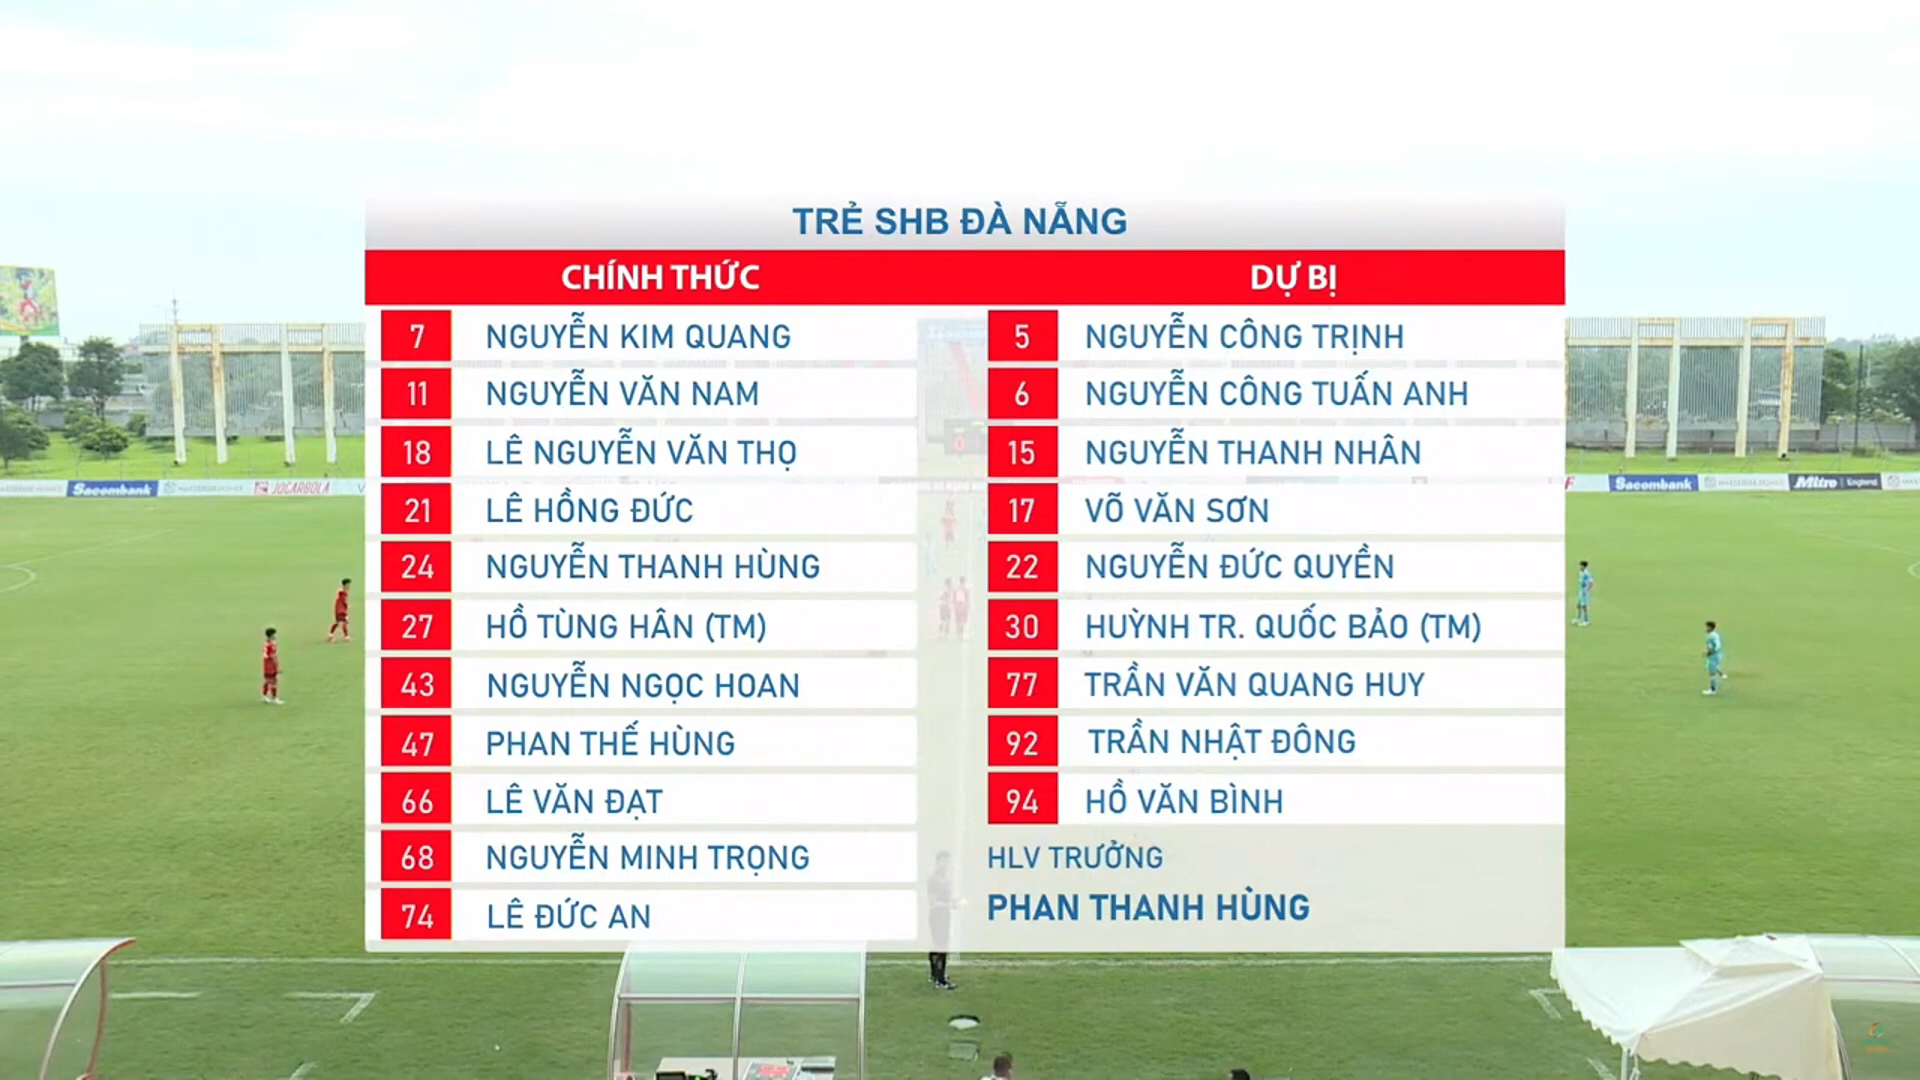 TRẺ SHB ĐÀ NẴNG
CHÍNH THỨC
7 NGUYỄN KIM QUANG
11 NGUYỄN VĂN NAM
18 LÊ NGUYỄN VĂN THỌ
21 LÊ HỒNG ĐỨC
24 NGUYỄN THANH HÙNG
27 HỒ TÙNG HÂN (TM)
43 NGUYỄN NGỌC HOAN
47 PHAN THẾ HÙNG
66 LÊ VĂN ĐẠT
68 NGUYỄN MINH TRỌNG
74 LÊ ĐỨC AN
DỰ BỊ
5 NGUYỄN CÔNG TRỊNH
6 NGUYỄN CÔNG TUẤN ANH
15 NGUYỄN THANH NHÂN
17 VÕ VĂN SƠN
22 NGUYỄN ĐỨC QUYỀN
30 HUỲNH TR. QUỐC BẢO (TM)
77 TRẦN VĂN QUANG HUY
92 TRẦN NHẬT ĐÔNG
94 HỒ VĂN BÌNH
HLV TRƯỞNG
PHAN THANH HÙNG
Sacombank
JOGARBOLA
Sacombank
Mitre England